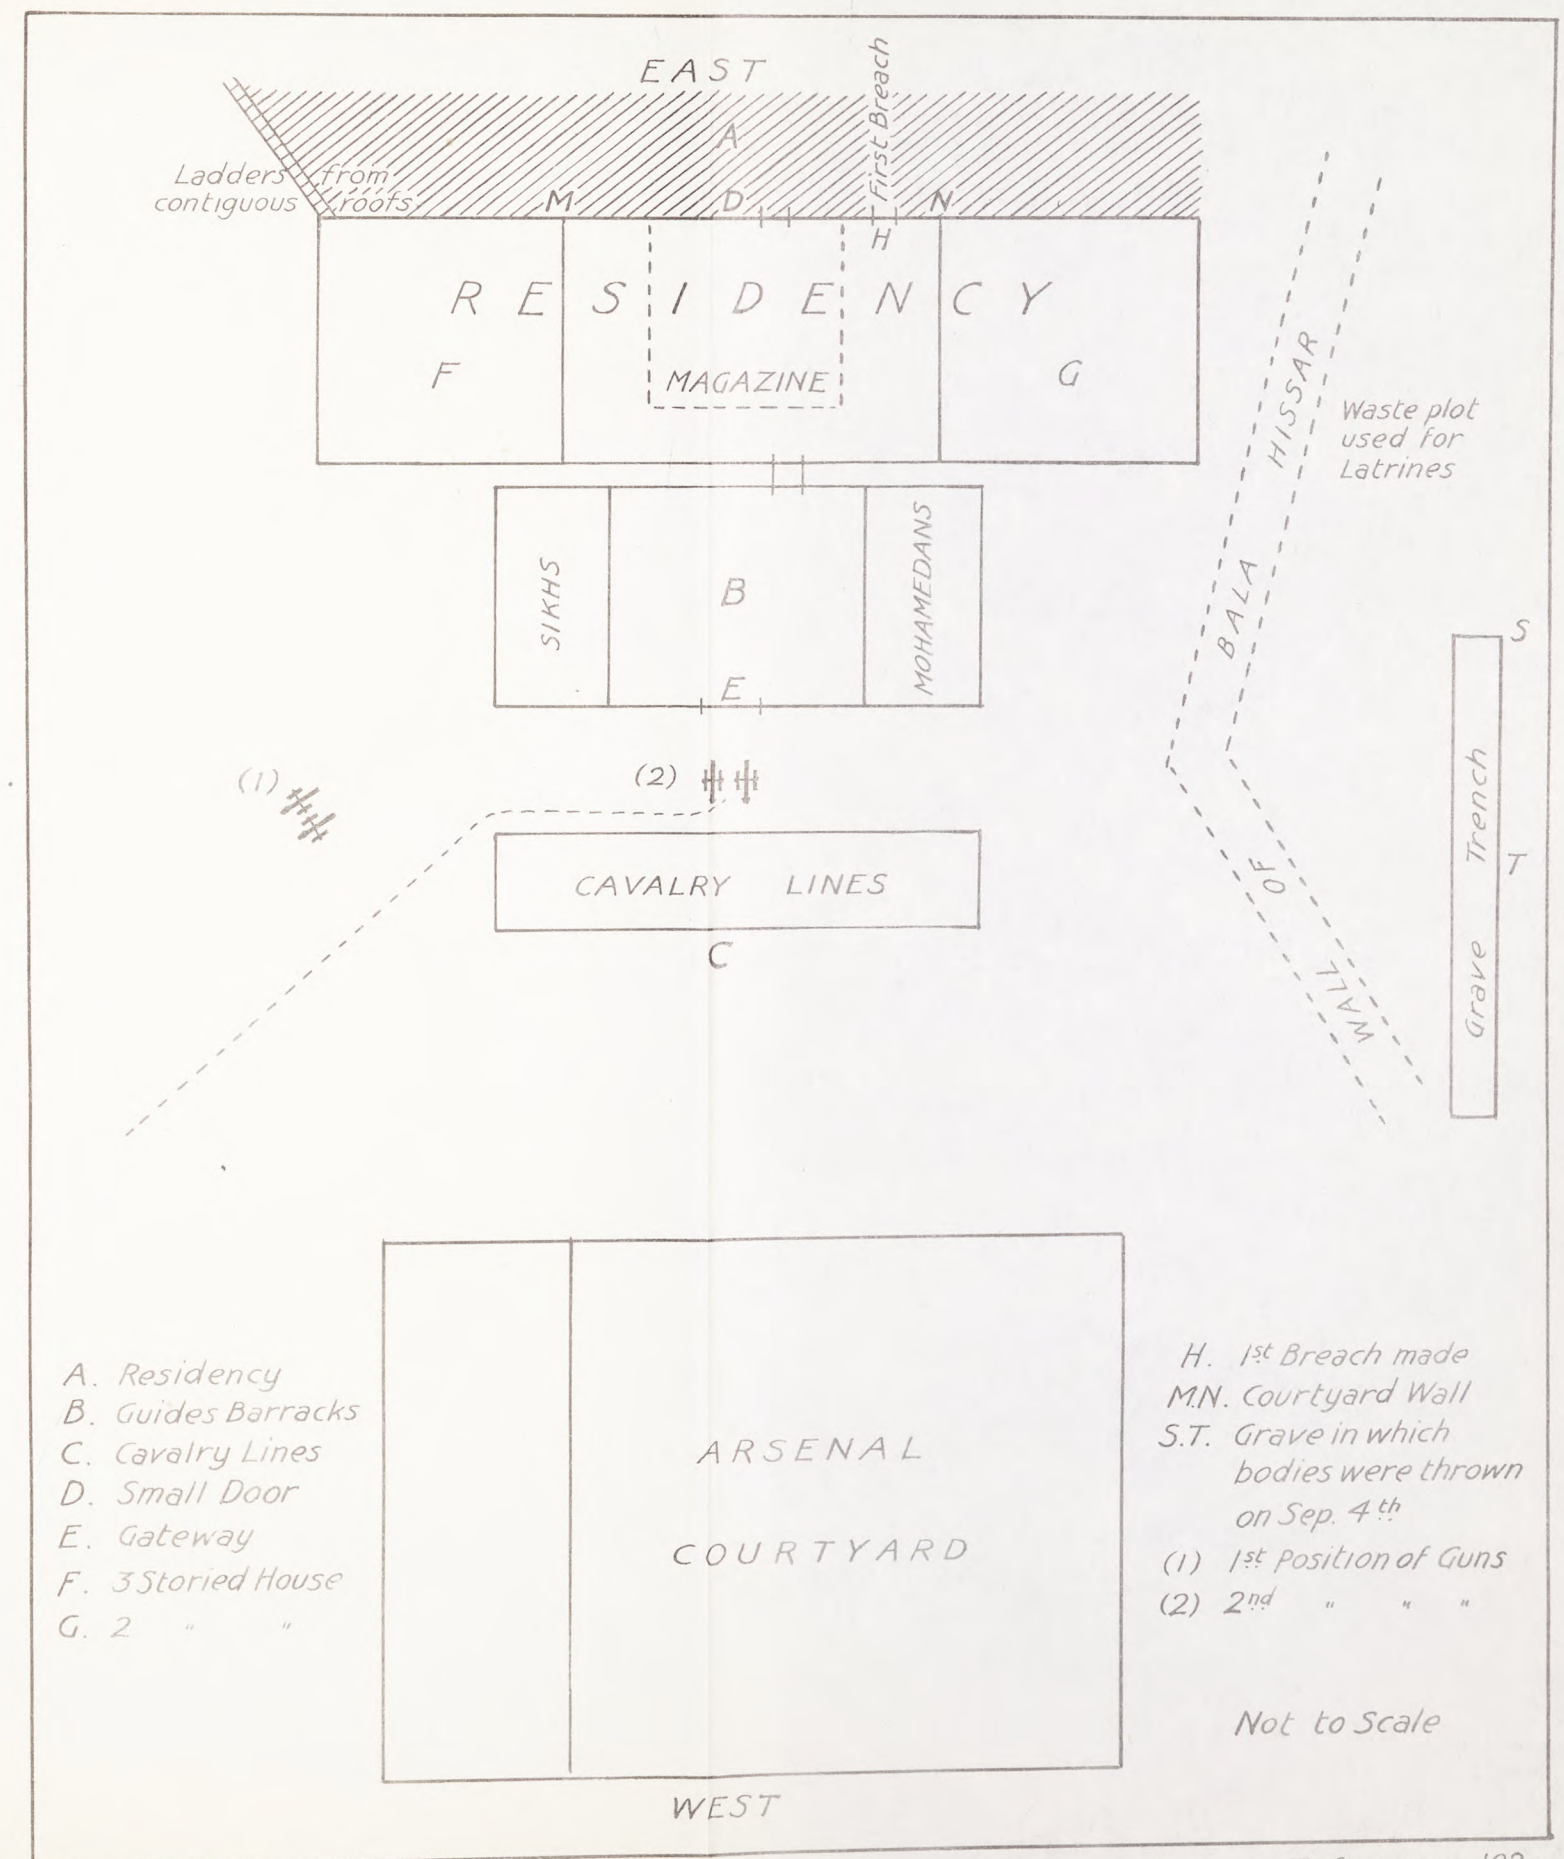 EAST
A
First Breach
Ladders from
contiguous roofs
M D N
H
RESIDENCY
F MAGAZINE G
HISSAR
Waste plot
used for
Latrines
SIKHS
B
MOHAMEDANS
BALA
E
S
(1)
(2)
Grave Trench
T
CAVALRY LINES
OF
C
WALL
A. Residency
B. Guides Barracks
C. Cavalry Lines
D. Small Door
E. Gateway
F. 3 Storied House
G. 2 " "
ARSENAL
COURTYARD
H. 1st Breach made
M.N. Courtyard Wall
S.T. Grave in which
bodies were thrown
on Sep. 4th
(1) 1st Position of Guns
(2) 2nd " " "
Not to Scale
WEST